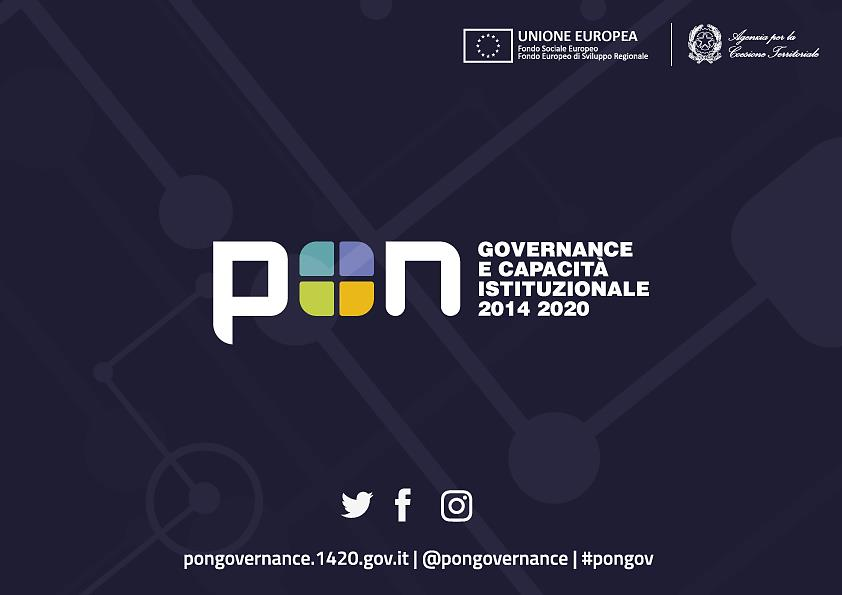 UNIONE EUROPEA
Fondo Sociale Europeo
Fondo Europeo di Sviluppo Regionale
Agenzia per la
Coesione Territoriale
pon
GOVERNANCE
E CAPACITÀ
ISTITUZIONALE
2014 2020
pongovernance.1420.gov.it | @pongovernance | #pongov